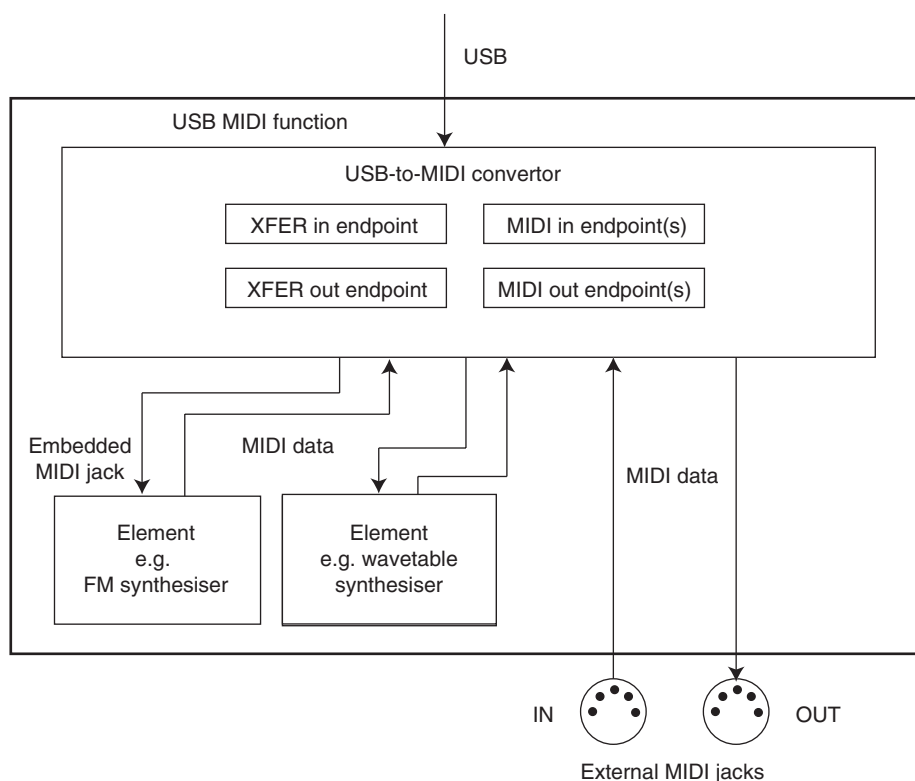 USB
USB MIDI function
USB-to-MIDI convertor
XFER in endpoint
MIDI in endpoint(s)
XFER out endpoint
MIDI out endpoint(s)
Embedded
MIDI jack
MIDI data
MIDI data
Element
e.g.
FM synthesiser
Element
e.g. wavetable
synthesiser
IN
OUT
External MIDI jacks